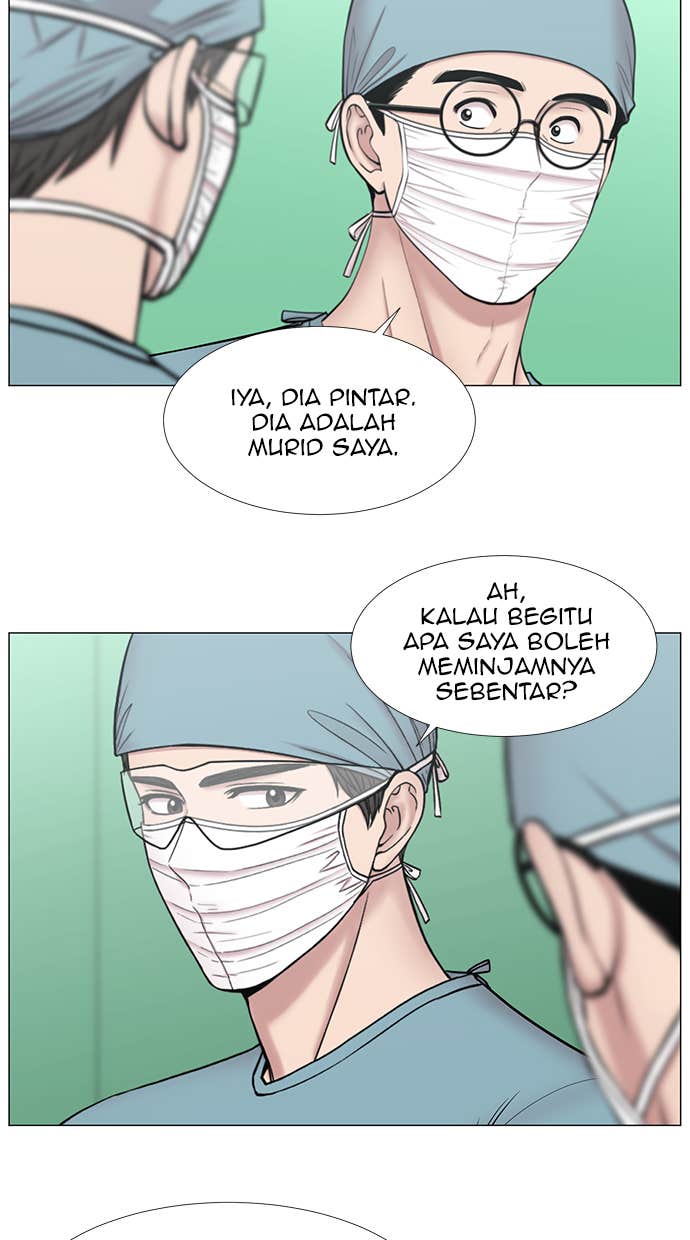 IYA, DIA PINTAR.
DIA ADALAH
MURID SAYA.
AH,
KALAU BEGITU
APA SAYA BOLEH
MEMINJAMNYA
SEBENTAR?